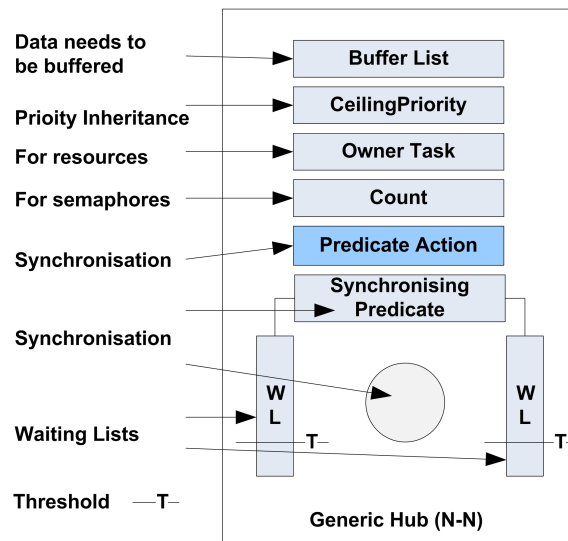 Data needs to
be buffered
Buffer List
Prioity Inheritance
CeilingPriority
For resources
Owner Task
For semaphores
Count
Synchronisation
Predicate Action
Synchronising
Predicate
Synchronisation
W
L
W
L
T
T
Waiting Lists
Threshold
T
Generic Hub (N-N)